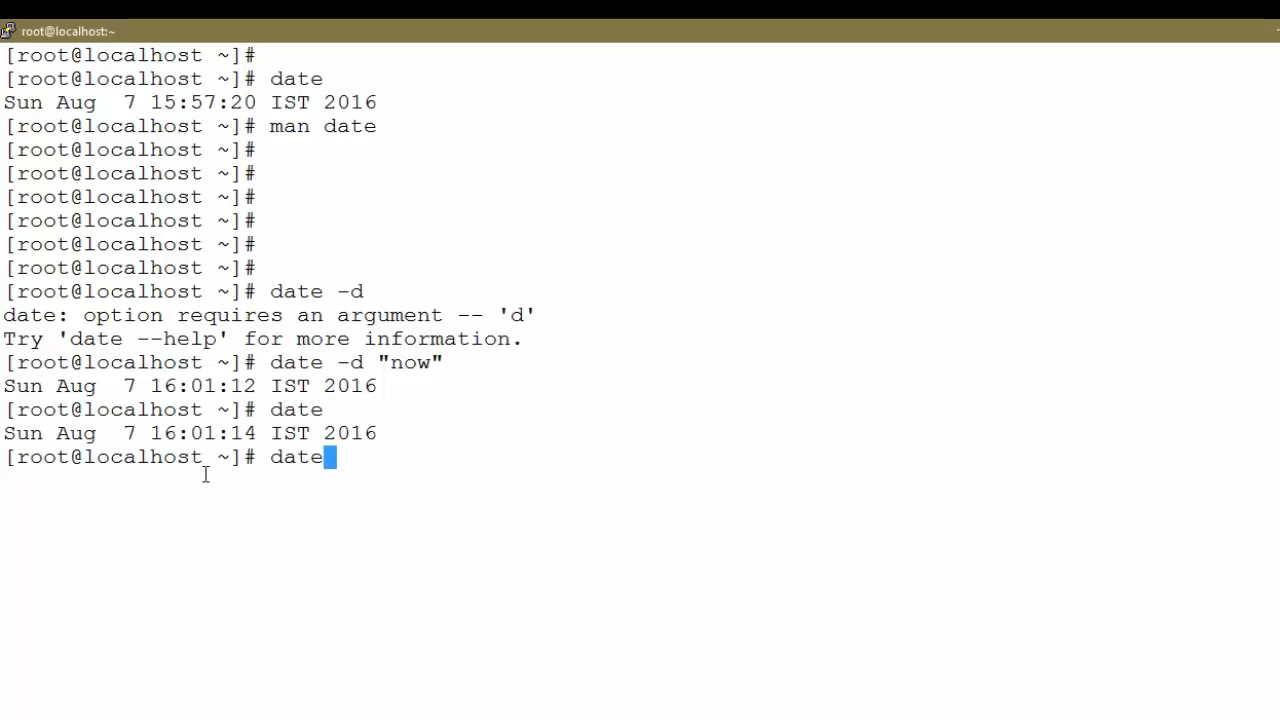 root@localhost:~
[root@localhost ~]#
[root@localhost ~]# date
Sun Aug  7 15:57:20 IST 2016
[root@localhost ~]# man date
[root@localhost ~]#
[root@localhost ~]#
[root@localhost ~]#
[root@localhost ~]#
[root@localhost ~]#
[root@localhost ~]#
[root@localhost ~]# date -d
date: option requires an argument -- 'd'
Try 'date --help' for more information.
[root@localhost ~]# date -d "now"
Sun Aug  7 16:01:12 IST 2016
[root@localhost ~]# date
Sun Aug  7 16:01:14 IST 2016
[root@localhost ~]# date